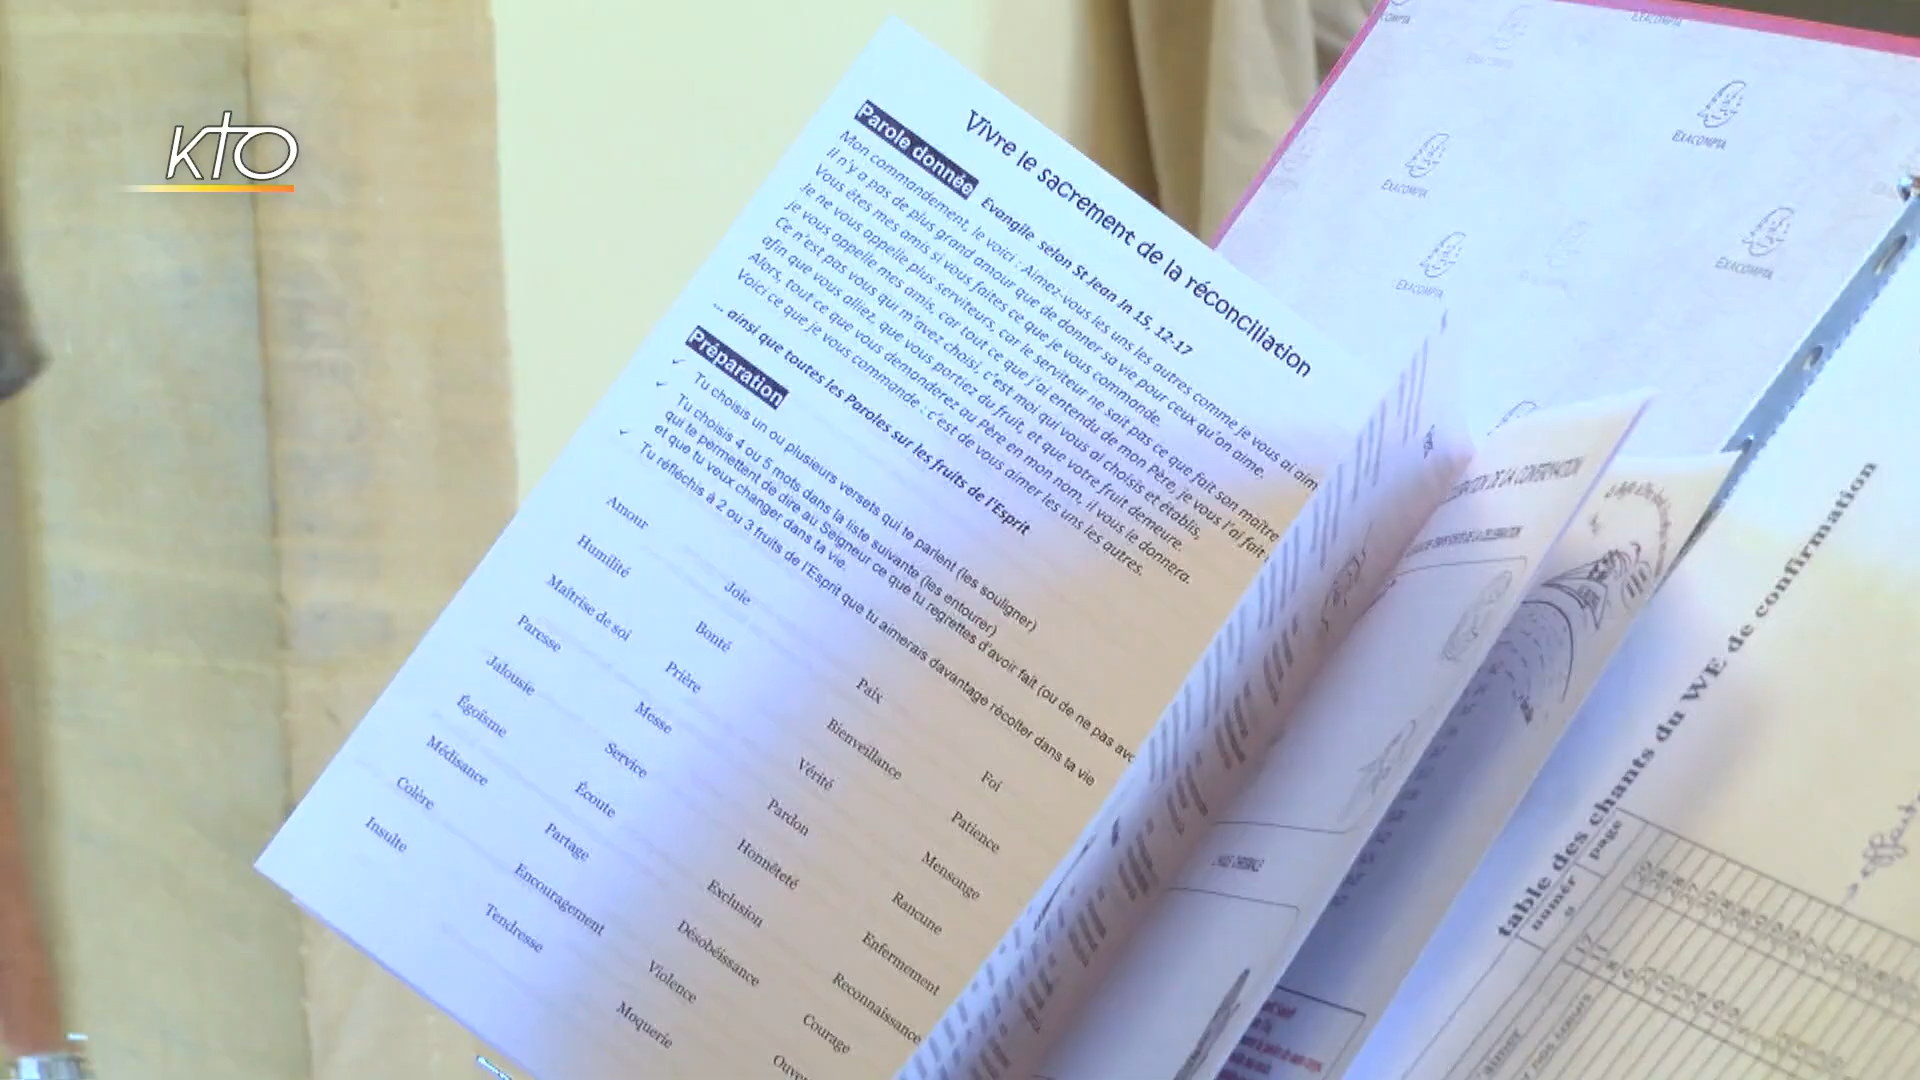 KTO
Vivre le sacrement de la réconciliation
Parole donnée Evangile selon St Jean Jn 15, 12-17
Mon commandement, le voici : Aimez-vous les uns les autres comme je vous ai aim
Il n'y a pas de plus grand amour que de donner sa vie pour ceux qu'on aime.
Vous êtes mes amis si vous faites ce que je vous commande.
Je ne vous appelle plus serviteurs, car le serviteur ne sait pas ce que fait son maître
je vous appelle mes amis, car tout ce que j'ai entendu de mon Père, je vous l'ai fait
Ce n'est pas vous qui m'avez choisi, c'est moi qui vous ai choisis et établis,
afin que vous alliez, que vous portiez du fruit, et que votre fruit demeure.
Alors, tout ce que vous demanderez au Père en mon nom, il vous le donnera.
Voici ce que je vous commande : c'est de vous aimer les uns les autres.
... ainsi que toutes les Paroles sur les fruits de l'Esprit
Préparation
✓ Tu choisis un ou plusieurs versets qui te parlent (les souligner)
✓ Tu choisis 4 ou 5 mots dans la liste suivante (les entourer)
qui te permettent de dire au Seigneur ce que tu regrettes d'avoir fait (ou de ne pas avo
et que tu veux changer dans ta vie.
✓ Tu réfléchis à 2 ou 3 fruits de l'Esprit que tu aimerais davantage récolter dans ta vie
Amour Joie Paix Foi
Humilité Bonté Bienveillance Patience
Maîtrise de soi Prière Vérité Mensonge
Paresse Messe Pardon Rancune
Jalousie Service Honnêteté Enfermement
Égoïsme Écoute Exclusion Reconnaissance
Médisance Partage Désobéissance Courage
Colère Encouragement Violence Ouve
Insulte Tendresse Moquerie
EXACOMPTA
EXACOMPTA
EXACOMPTA
EXACOMPTA
EXACOMPTA
EXACOMPTA
DE LA CONFIRMATION
table des chants du WE de confirmation
numér
o
page